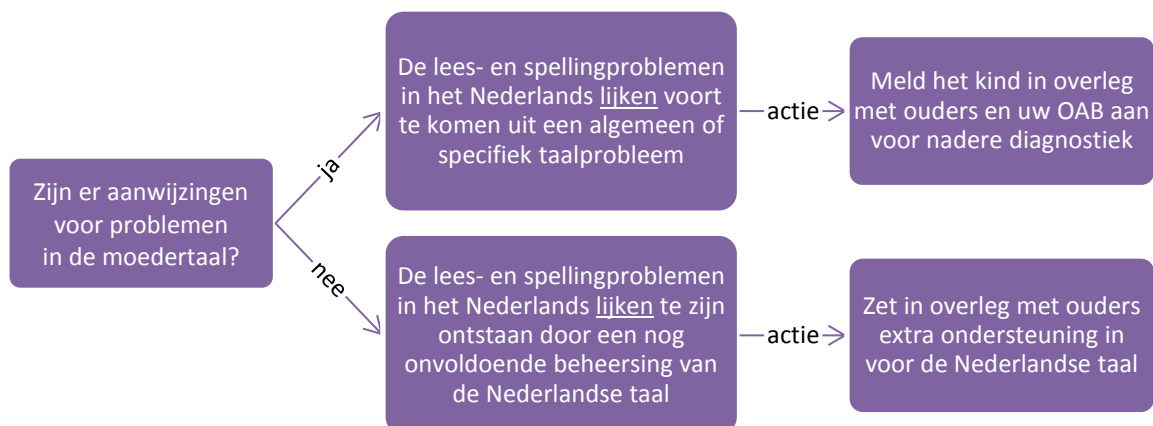 Zijn er aanwijzingen
voor problemen
in de moedertaal?
ja
De lees- en spellingproblemen
in het Nederlands lijken voort
te komen uit een algemeen of
specifiek taalprobleem
actie
Meld het kind in overleg
met ouders en uw OAB aan
voor nadere diagnostiek
nee
De lees- en spellingproblemen
in het Nederlands lijken te zijn
ontstaan door een nog
onvoldoende beheersing van
de Nederlandse taal
actie
Zet in overleg met ouders
extra ondersteuning in
voor de Nederlandse taal